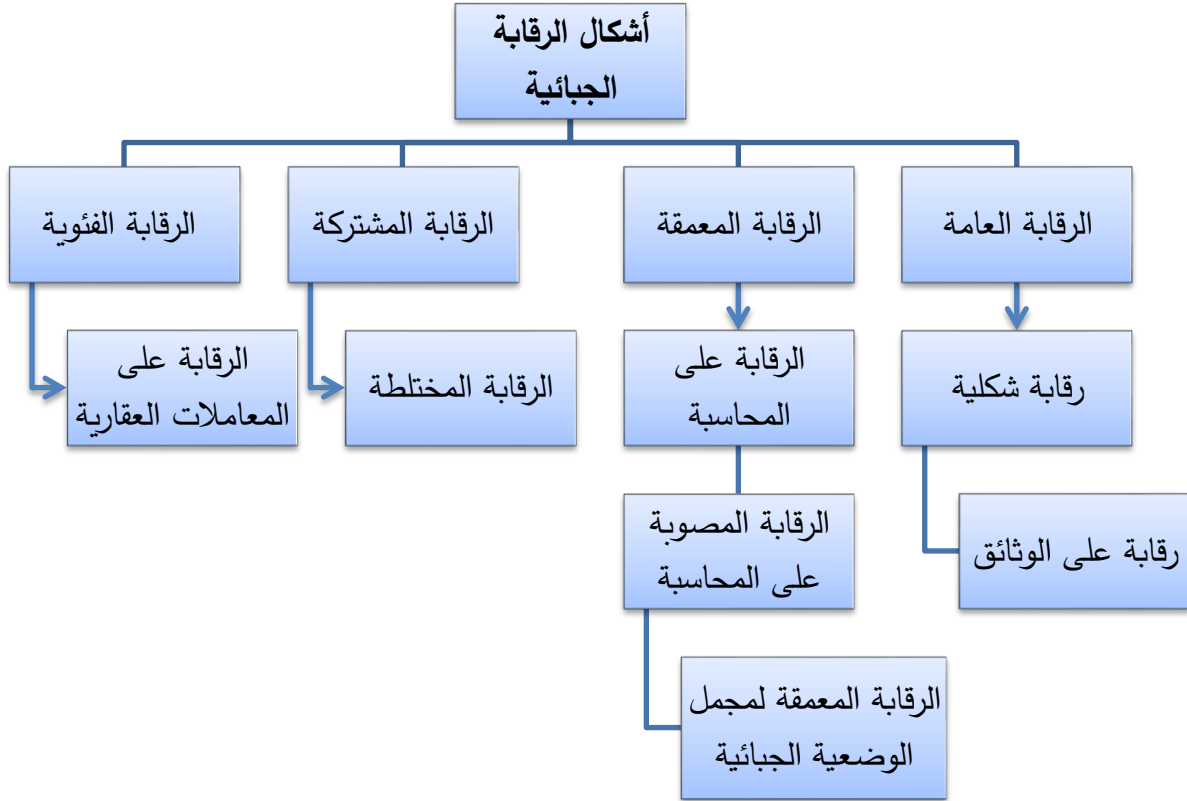 أشكال الرقابة
الجبائية
الرقابة العامة
الرقابة المعمقة
الرقابة المشتركة
الرقابة الفئوية
رقابة شكلية
الرقابة على
المحاسبة
الرقابة المختلطة
الرقابة على
المعاملات العقارية
رقابة على الوثائق
الرقابة المصوبة
على المحاسبة
الرقابة المعمقة لمجمل
الوضعية الجبائية